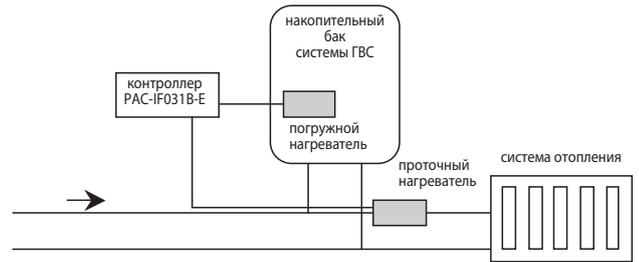 накопительный
бак
системы ГВС
контроллер
PAC-IF031B-E
погружной
нагреватель
проточный
нагреватель
система отопления